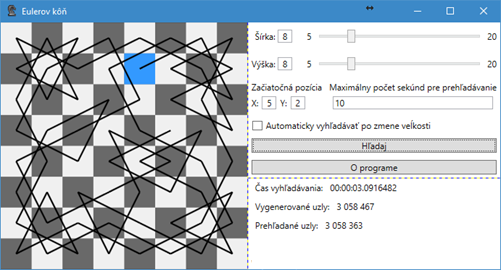 Eulerov kôň
Šírka: 8 5 20
Výška: 8 5 20
Začiatočná pozícia Maximálny počet sekúnd pre prehľadávanie
X: 5 Y: 2 10
Automaticky vyhľadávať po zmene veľkosti
Hľadaj
O programe
Čas vyhľadávania: 00:00:03.0916482
Vygenerované uzly: 3 058 467
Prehľadané uzly: 3 058 363